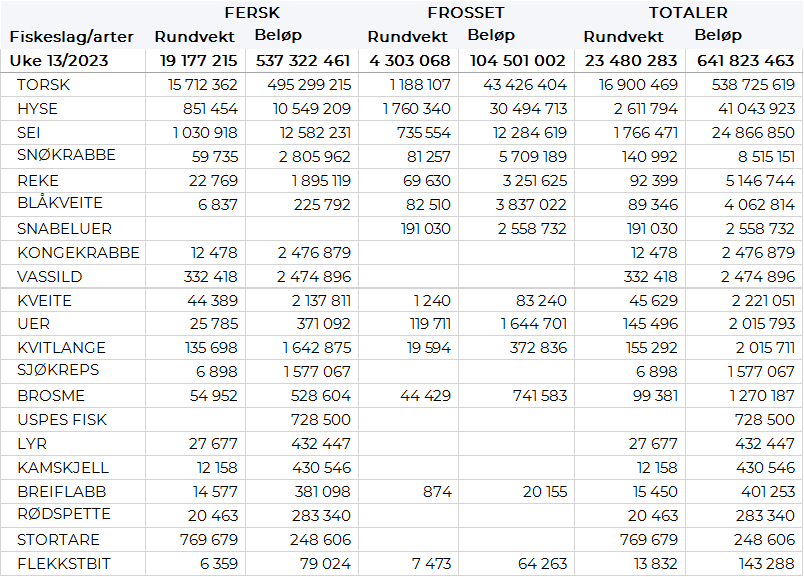 FERSK FROSSET TOTALER
Fiskeslag/arter Rundvekt Beløp Rundvekt Beløp Rundvekt Beløp
Uke 13/2023 19 177 215 537 322 461 4 303 068 104 501 002 23 480 283 641 823 463
TORSK 15 712 362 495 299 215 1 188 107 43 426 404 16 900 469 538 725 619
HYSE 851 454 10 549 209 1 760 340 30 494 713 2 611 794 41 043 923
SEI 1 030 918 12 582 231 735 554 12 284 619 1 766 471 24 866 850
SNØKRABBE 59 735 2 805 962 81 257 5 709 189 140 992 8 515 151
REKE 22 769 1 895 119 69 630 3 251 625 92 399 5 146 744
BLÅKVEITE 6 837 225 792 82 510 3 837 022 89 346 4 062 814
SNABELUER 191 030 2 558 732 191 030 2 558 732
KONGEKRABBE 12 478 2 476 879 12 478 2 476 879
VASSILD 332 418 2 474 896 332 418 2 474 896
KVEITE 44 389 2 137 811 1 240 83 240 45 629 2 221 051
UER 25 785 371 092 119 711 1 644 701 145 496 2 015 793
KVITLANGE 135 698 1 642 875 19 594 372 836 155 292 2 015 711
SJØKREPS 6 898 1 577 067 6 898 1 577 067
BROSME 54 952 528 604 44 429 741 583 99 381 1 270 187
USPES FISK 728 500 728 500
LYR 27 677 432 447 27 677 432 447
KAMSKJELL 12 158 430 546 12 158 430 546
BREIFLABB 14 577 381 098 874 20 155 15 450 401 253
RØDSPETTE 20 463 283 340 20 463 283 340
STORTARE 769 679 248 606 769 679 248 606
FLEKKSTBIT 6 359 79 024 7 473 64 263 13 832 143 288